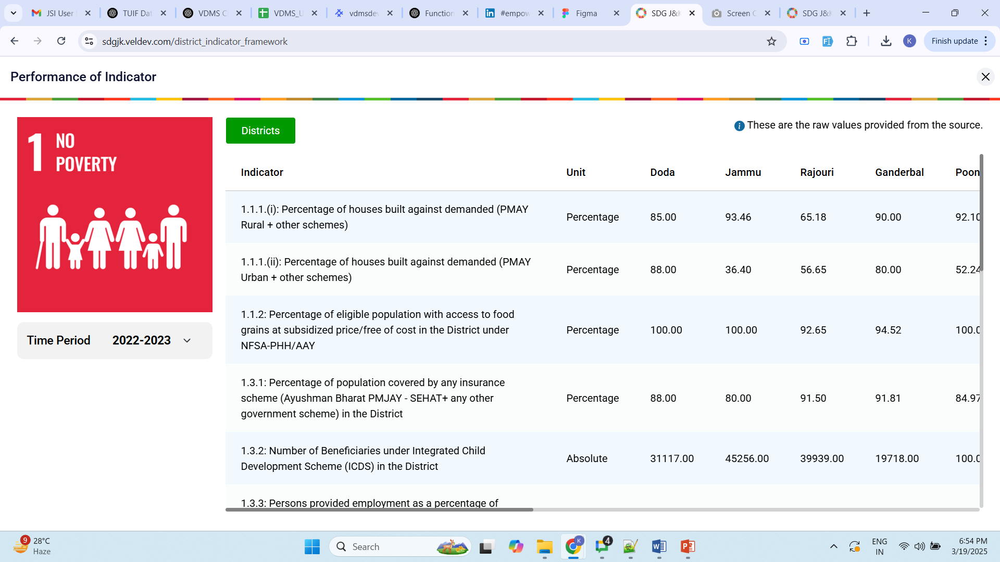 JSI User
TUIF Dat
VDMS C
VDMS_U
vdmsdev
Function
#empow
Figma
SDG J&K
Screen C
SDG J&K
sdgjk.veldev.com/district_indicator_framework
K
Finish update
Performance of Indicator
1 NO
POVERTY
Time Period 2022-2023
Districts
These are the raw values provided from the source.
Indicator Unit Doda Jammu Rajouri Ganderbal Poon
1.1.1.(i): Percentage of houses built against demanded (PMAY
Rural + other schemes)
Percentage 85.00 93.46 65.18 90.00 92.10
1.1.1.(ii): Percentage of houses built against demanded (PMAY
Urban + other schemes)
Percentage 88.00 36.40 56.65 80.00 52.24
1.1.2: Percentage of eligible population with access to food
grains at subsidized price/free of cost in the District under
NFSA-PHH/AAY
Percentage 100.00 100.00 92.65 94.52 100.0
1.3.1: Percentage of population covered by any insurance
scheme (Ayushman Bharat PMJAY - SEHAT+ any other
government scheme) in the District
Percentage 88.00 80.00 91.50 91.81 84.97
1.3.2: Number of Beneficiaries under Integrated Child
Development Scheme (ICDS) in the District
Absolute 31117.00 45256.00 39939.00 19718.00 100.0
1.3.3: Persons provided employment as a percentage of
9
28°C
Haze
Search
K
4
ENG
IN
6:54 PM
3/19/2025